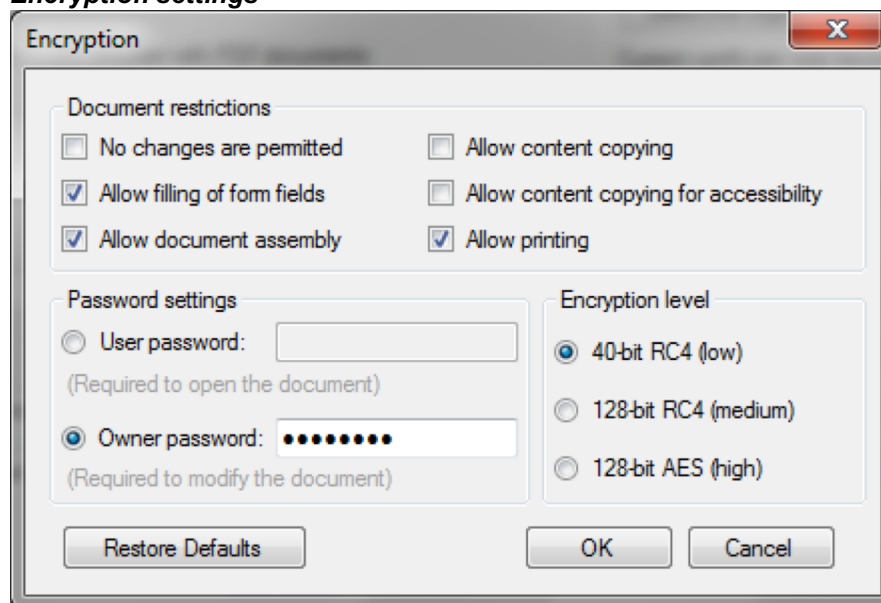 Encryption settings
Encryption
Document restrictions
No changes are permitted
Allow content copying
Allow filling of form fields
Allow content copying for accessibility
Allow document assembly
Allow printing
Password settings
Encryption level
User password:
40-bit RC4 (low)
(Required to open the document)
128-bit RC4 (medium)
Owner password: ●●●●●●●●
128-bit AES (high)
(Required to modify the document)
Restore Defaults
OK
Cancel